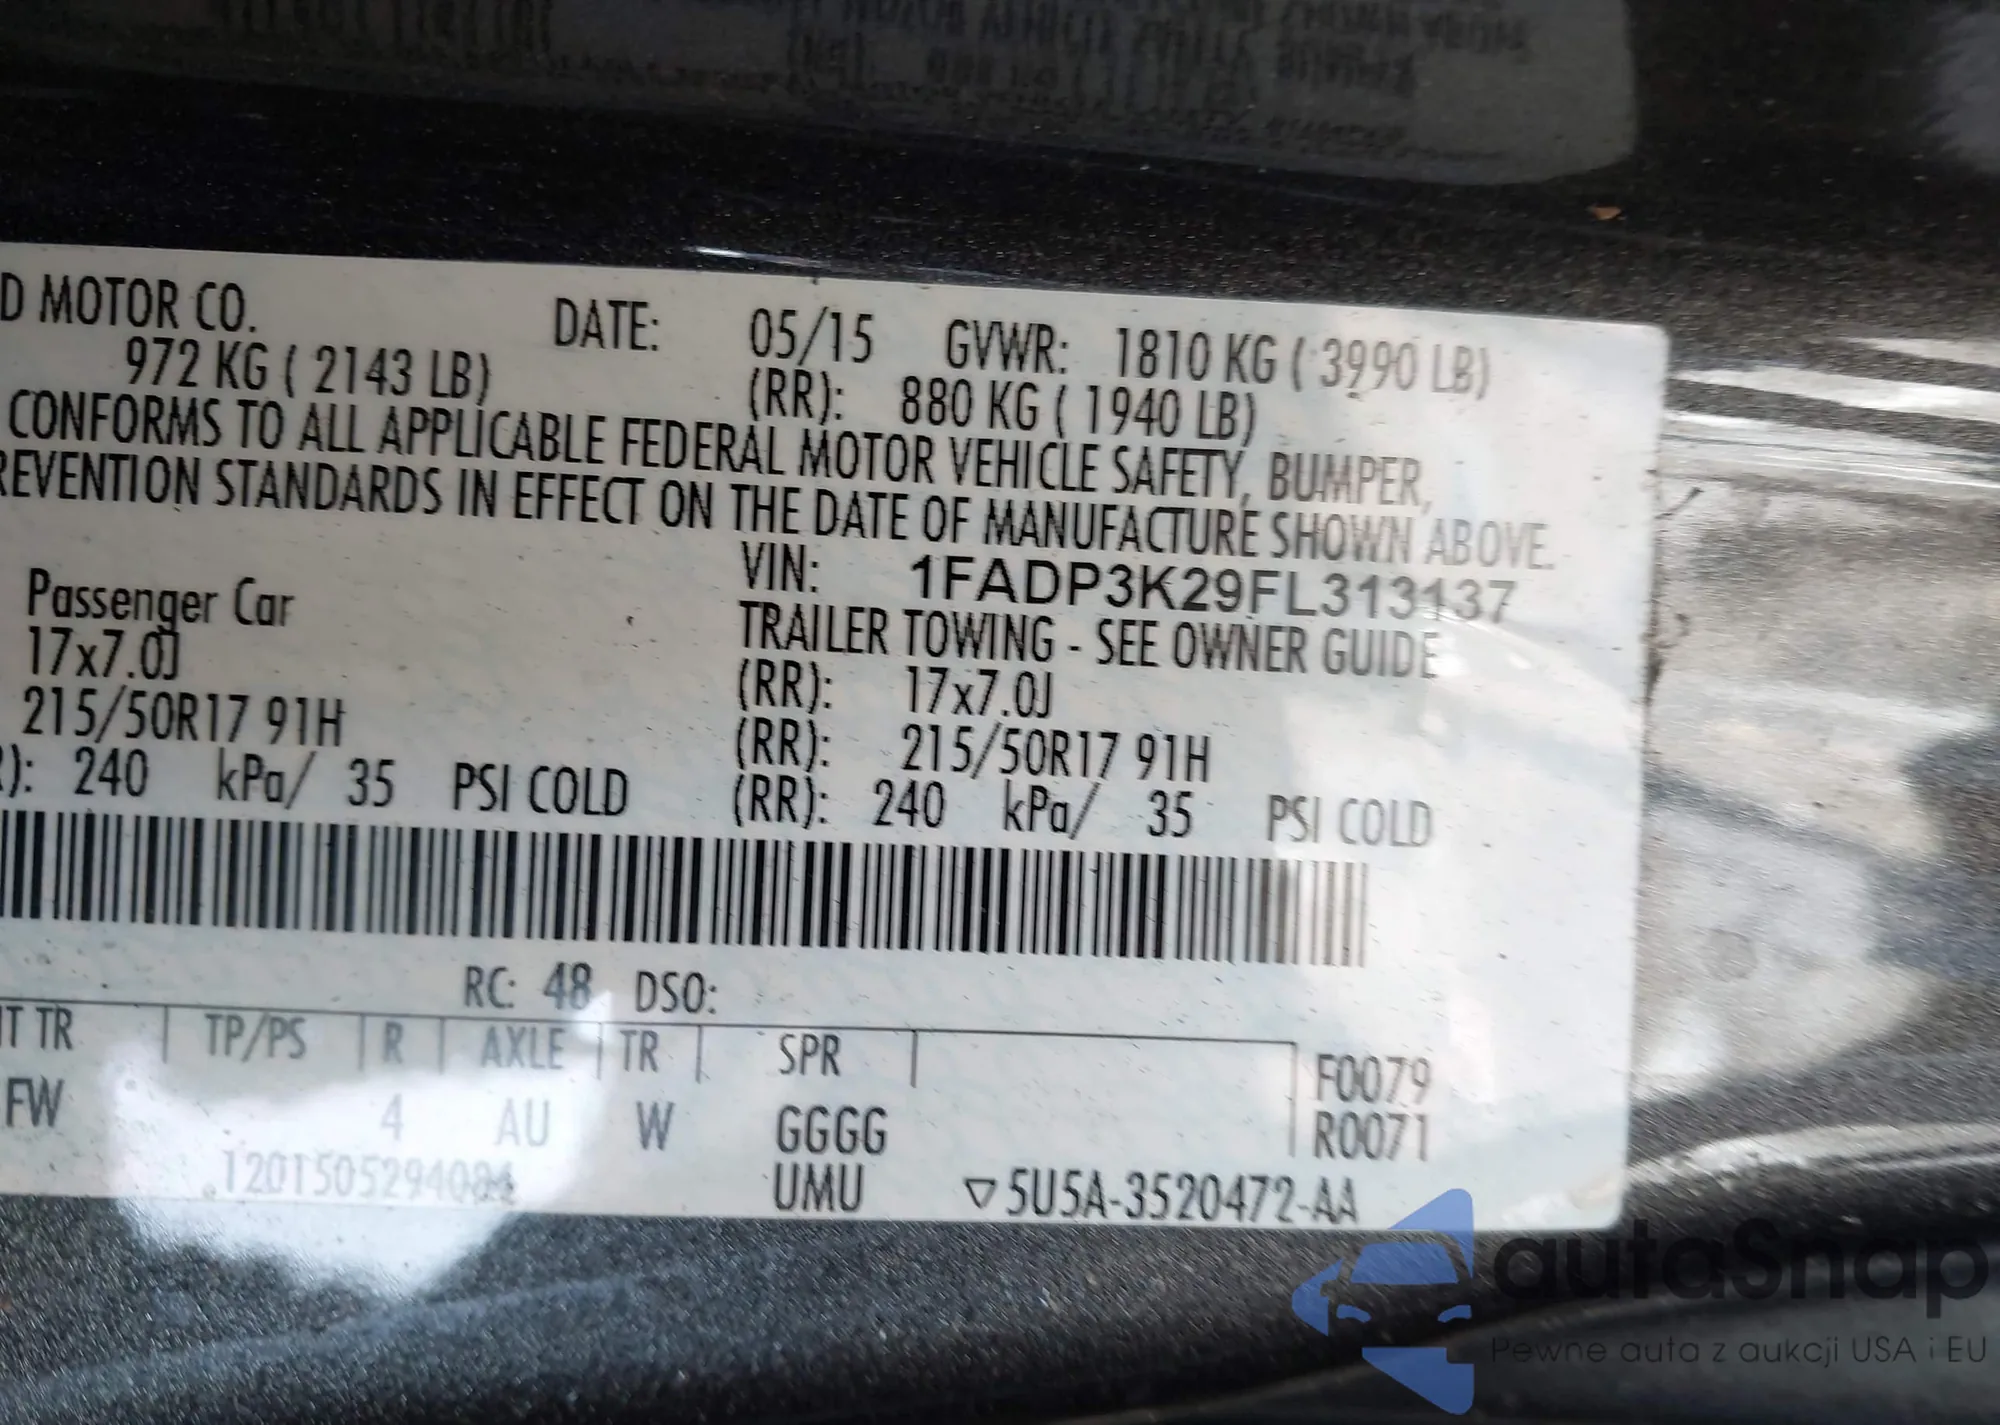 D MOTOR CO. DATE: 05/15 GVWR: 1810 KG ( 3990 LB)
972 KG ( 2143 LB) (RR): 880 KG ( 1940 LB)
CONFORMS TO ALL APPLICABLE FEDERAL MOTOR VEHICLE SAFETY, BUMPER,
REVENTION STANDARDS IN EFFECT ON THE DATE OF MANUFACTURE SHOWN ABOVE.
VIN: 1FADP3K29FL313137
Passenger Car TRAILER TOWING - SEE OWNER GUIDE
17x7.0J (RR): 17x7.0J
215/50R17 91H (RR): 215/50R17 91H
): 240 kPa/ 35 PSI COLD (RR): 240 kPa/ 35 PSI COLD
RC: 48 DSO:
NT TR TP/PS R AXLE TR SPR F0079
FW 4 AU W GGGG R0071
UMU ▽5U5A-3520472-AA
autoSnap
Pewne auta z aukcji USA i EU